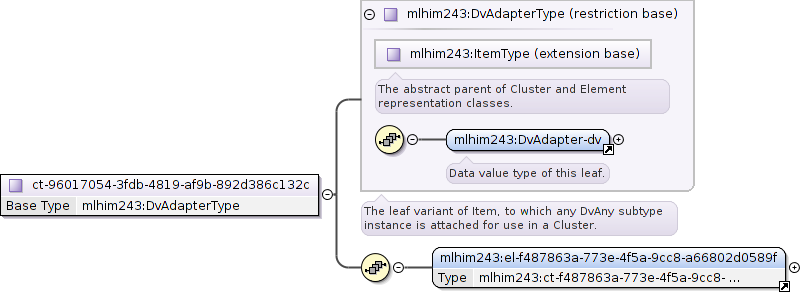 mlhim243:DvAdapterType (restriction base)
mlhim243:ItemType (extension base)
The abstract parent of Cluster and Element
representation classes.
mlhim243:DvAdapter-dv
Data value type of this leaf.
ct-96017054-3fdb-4819-af9b-892d386c132c
Base Type mlhim243:DvAdapterType
The leaf variant of Item, to which any DvAny subtype
instance is attached for use in a Cluster.
mlhim243:el-f487863a-773e-4f5a-9cc8-a66802d0589f
Type mlhim243:ct-f487863a-773e-4f5a-9cc8- ...